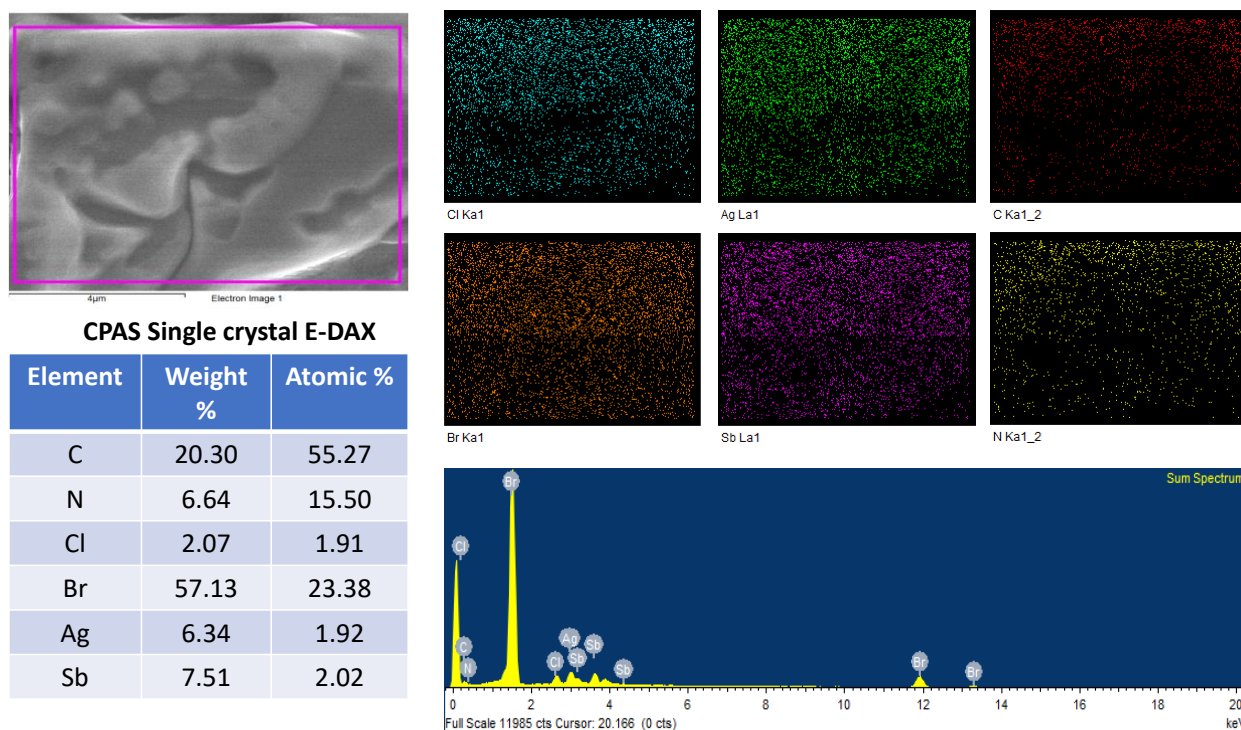 4µm
Electron Image 1
CPAS Single crystal E-DAX
Element Weight % Atomic %
C 20.30 55.27
N 6.64 15.50
Cl 2.07 1.91
Br 57.13 23.38
Ag 6.34 1.92
Sb 7.51 2.02
Cl Ka1
Ag La1
C Ka1_2
Br Ka1
Sb La1
N Ka1_2
Sum Spectrum
Br
Cl
C
N
Cl
Ag
Sb
Sb
Sb
Br
Br
0 2 4 6 8 10 12 14 16 18 20
Full Scale 11985 cts Cursor: 20.166 (0 cts)
keV